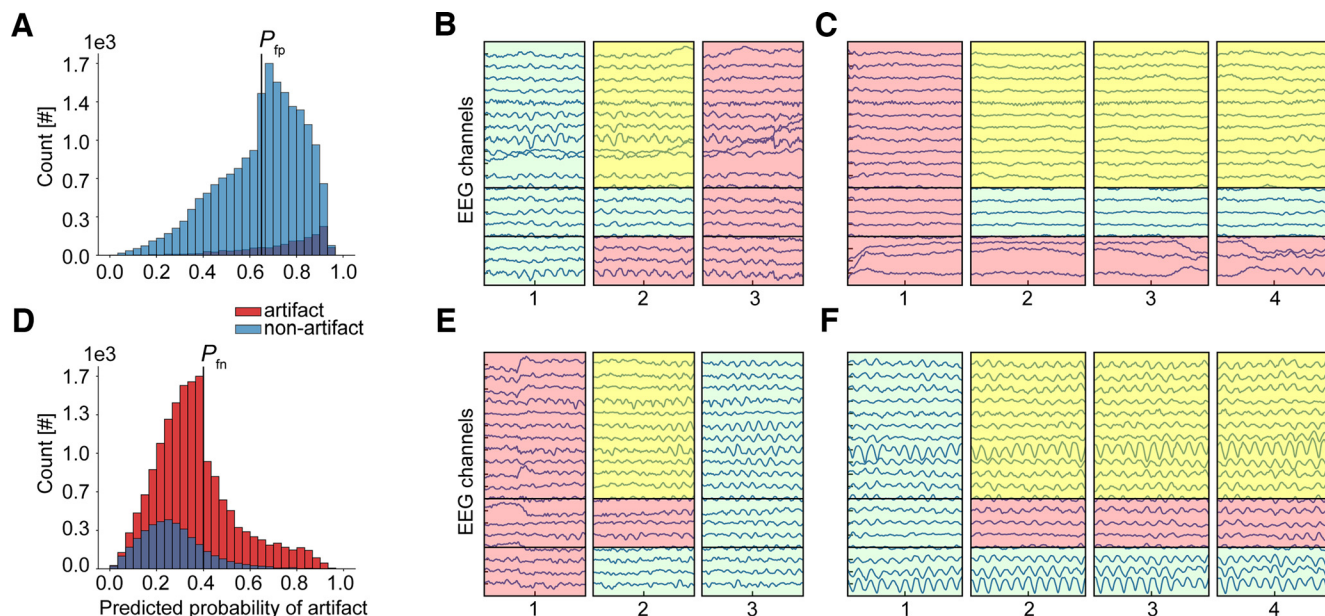 A
1e3
P
fp
1.7
1.4
1.0
0.7
0.3
0.0
Count [#]
0.0 0.2 0.4 0.6 0.8 1.0
artifact
non-artifact
B
EEG channels
1 2 3
C
1 2 3 4
D
1e3
P
fn
1.7
1.3
1.0
0.7
0.3
0.0
Count [#]
0.0 0.2 0.4 0.6 0.8 1.0
Predicted probability of artifact
E
EEG channels
1 2 3
F
1 2 3 4